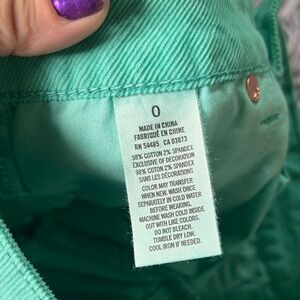 0
MADE IN CHINA
FABRIQUÉ EN CHINE
RN 54485 CA 03073
98% COTTON 2% SPANDEX
EXCLUSIVE OF DECORATION
98% COTON 2% SPANDEX
SANS LES DÉCORATIONS
COLOR MAY TRANSFER
WHEN NEW. WASH ONCE
SEPARATELY IN COLD WATER
BEFORE WEARING.
MACHINE WASH COLD INSIDE
OUT WITH LIKE COLORS.
DO NOT BLEACH.
TUMBLE DRY LOW.
COOL IRON IF NEEDED.